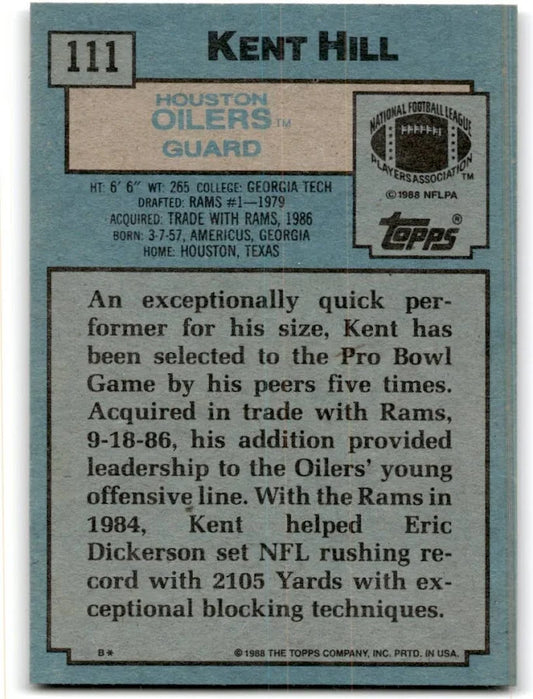 111
KENT HILL
HOUSTON
OILERS™
GUARD
NATIONAL FOOTBALL LEAGUE
PLAYERS ASSOCIATION™
©1988 NFLPA
topps®
HT: 6' 6" WT: 265 COLLEGE: GEORGIA TECH
DRAFTED: RAMS #1—1979
ACQUIRED: TRADE WITH RAMS, 1986
BORN: 3-7-57, AMERICUS, GEORGIA
HOME: HOUSTON, TEXAS
An exceptionally quick per-
former for his size, Kent has
been selected to the Pro Bowl
Game by his peers five times.
Acquired in trade with Rams,
9-18-86, his addition provided
leadership to the Oilers' young
offensive line. With the Rams in
1984, Kent helped Eric
Dickerson set NFL rushing re-
cord with 2105 Yards with ex-
ceptional blocking techniques.
B* ©1988 THE TOPPS COMPANY, INC. PRTD. IN USA.